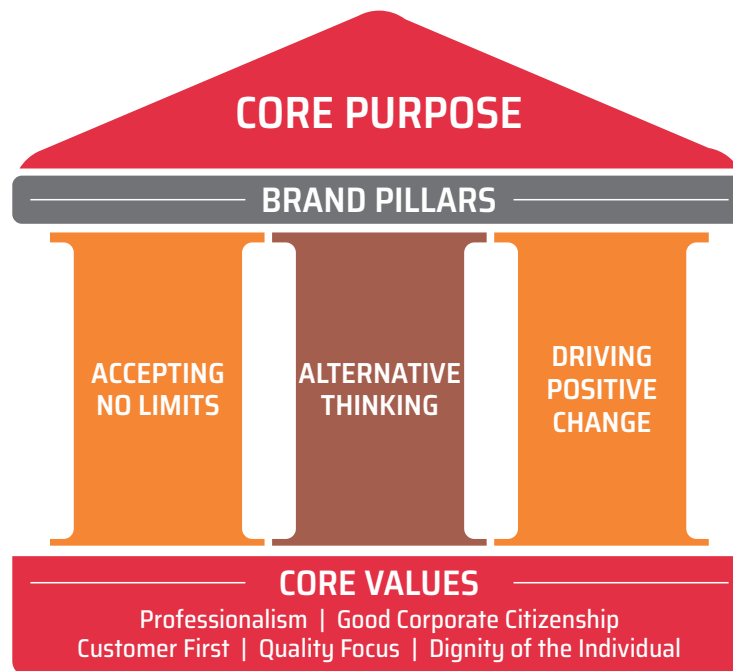 CORE PURPOSE
BRAND PILLARS
ACCEPTING
NO LIMITS
ALTERNATIVE
THINKING
DRIVING
POSITIVE
CHANGE
CORE VALUES
Professionalism | Good Corporate Citizenship
Customer First | Quality Focus | Dignity of the Individual